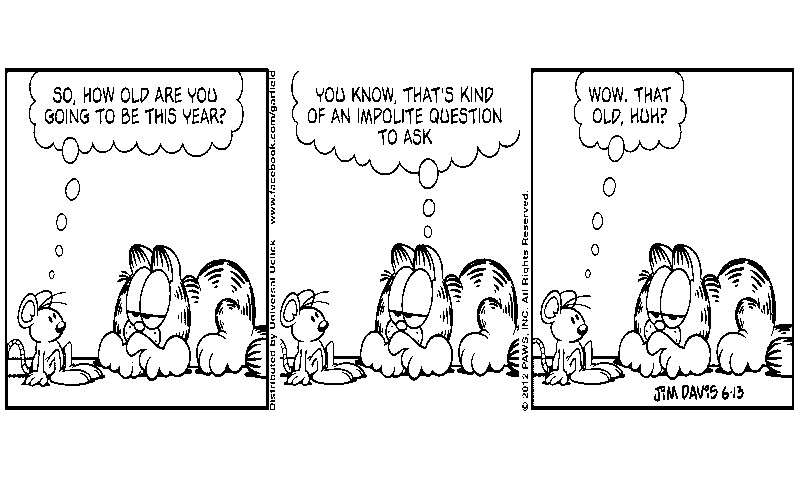 SO, HOW OLD ARE YOU
GOING TO BE THIS YEAR?
Distributed by Universal Uclick www.facebook.com/garfield
YOU KNOW, THAT'S KIND
OF AN IMPOLITE QUESTION
TO ASK
© 2012 PAWS, INC. All Rights Reserved.
WOW. THAT
OLD, HUH?
JIM DAVIS 6-13